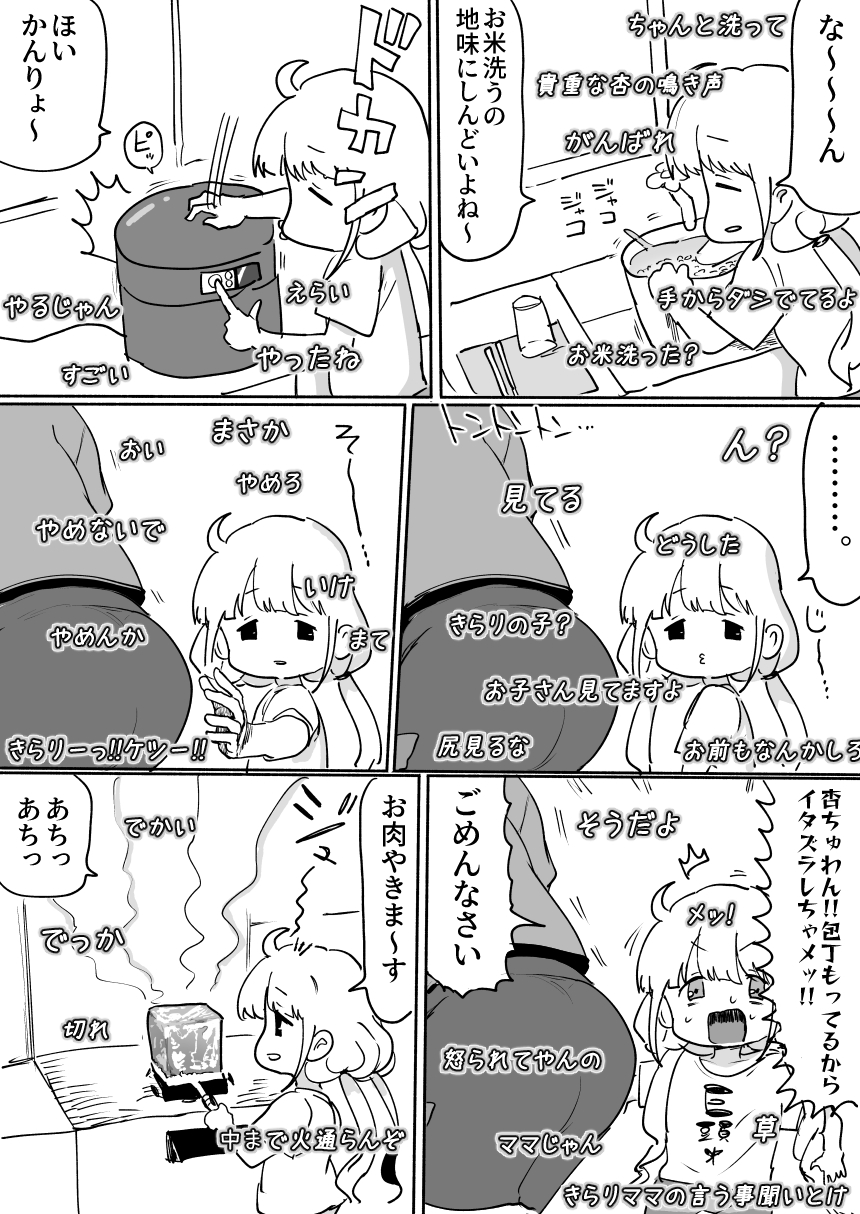 な〜〜〜ん
ちゃんと洗って
貴重な杏の鳴き声
がんばれ
お米洗うの
地味にしんどいよね〜
ジャコ
ジャコ
手からダシでてるよ
お米洗った?
ドカ
ほい
かんりょ〜
ピッ
えらい
やるじゃん
やったね
すごい
………。
ん?
トントントン…
見てる
どうした
じ〜…
きらりの子?
お子さん見てますよ
尻見るな
お前もなんかしろ
まさか
おい
やめろ
やめないで
いけ
やめんか
まて
きらりーっ!!ケツー!!
杏ちゅわん!!包丁もってるから
イタズラしちゃメッ!!
そうだよ
メッ!
ごめんなさい
怒られてやんの
草
ママじゃん
きらりママの言う事聞いとけ
お肉やきま〜す
でかい
あちっ
あちっ
でっか
切れ
中まで火通らんぞ